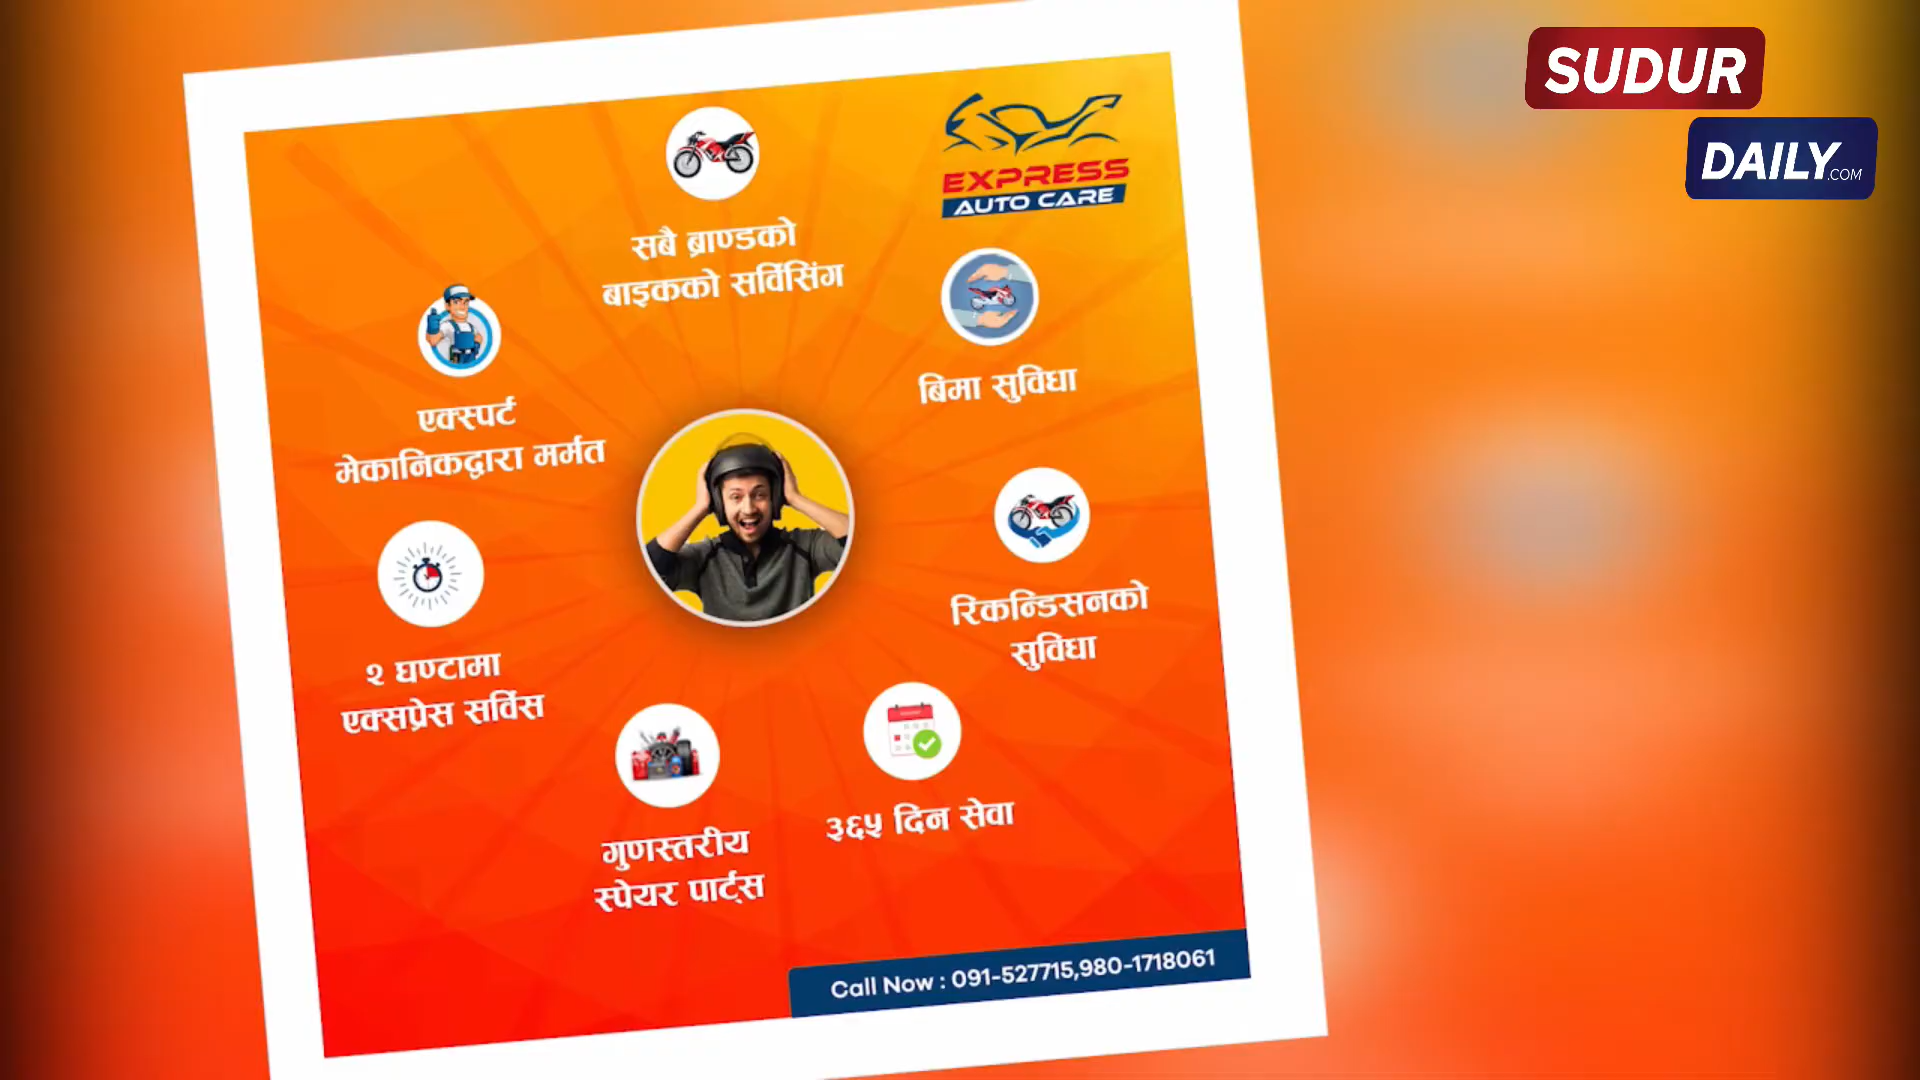 SUDUR
DAILY.COM
EXPRESS
AUTO CARE
सबै ब्राण्डको
बाइकको सर्विसिंग
बिमा सुविधा
एक्स्पर्ट
मेकानिकद्वारा मर्मत
रिकन्डिसनको
सुविधा
२ घण्टामा
एक्सप्रेस सर्विस
३६५ दिन सेवा
गुणस्तरीय
स्पेयर पार्ट्स
Call Now : 091-527715,980-1718061